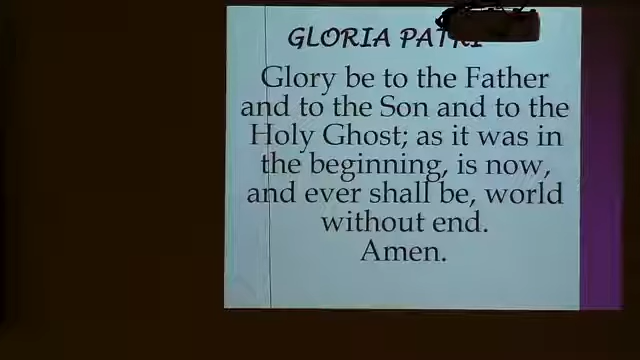 GLORIA PATRI
Glory be to the Father
and to the Son and to the
Holy Ghost; as it was in
the beginning, is now,
and ever shall be, world
without end.
Amen.